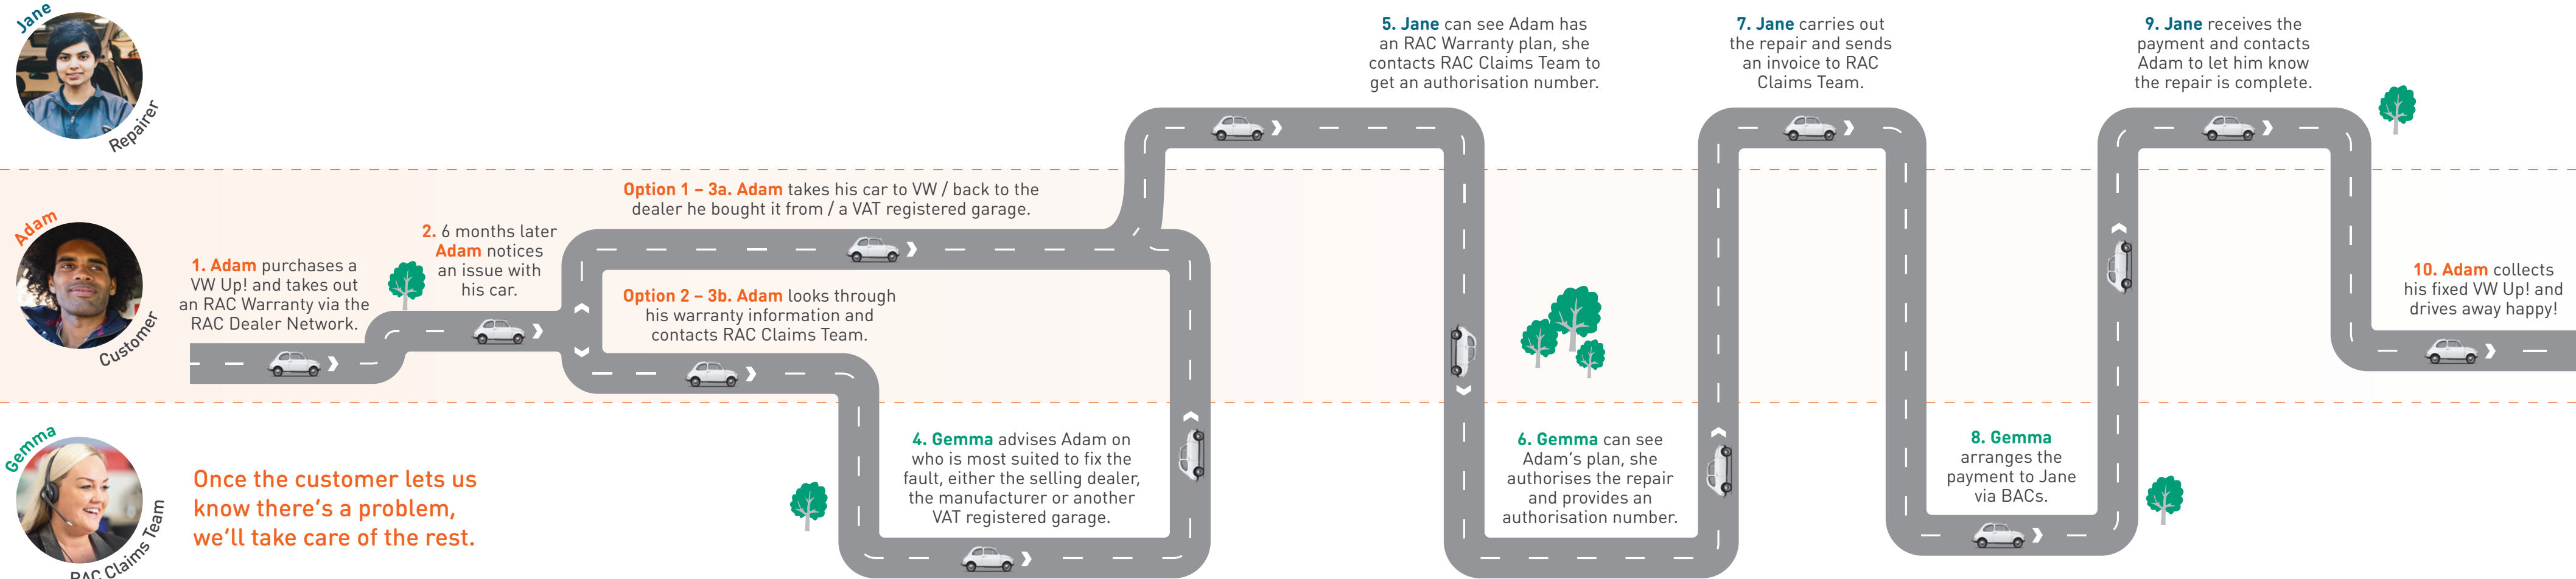 Jane
Repairer
Adam
Customer
Gemma
RAC Claims Team
Once the customer lets us
know there’s a problem,
we’ll take care of the rest.
1. Adam purchases a
VW Up! and takes out
an RAC Warranty via the
RAC Dealer Network.
2. 6 months later
Adam notices
an issue with
his car.
Option 1 – 3a. Adam takes his car to VW / back to the
dealer he bought it from / a VAT registered garage.
Option 2 – 3b. Adam looks through
his warranty information and
contacts RAC Claims Team.
4. Gemma advises Adam on
who is most suited to fix the
fault, either the selling dealer,
the manufacturer or another
VAT registered garage.
5. Jane can see Adam has
an RAC Warranty plan, she
contacts RAC Claims Team to
get an authorisation number.
6. Gemma can see
Adam’s plan, she
authorises the repair
and provides an
authorisation number.
7. Jane carries out
the repair and sends
an invoice to RAC
Claims Team.
8. Gemma
arranges the
payment to Jane
via BACs.
9. Jane receives the
payment and contacts
Adam to let him know
the repair is complete.
10. Adam collects
his fixed VW Up! and
drives away happy!